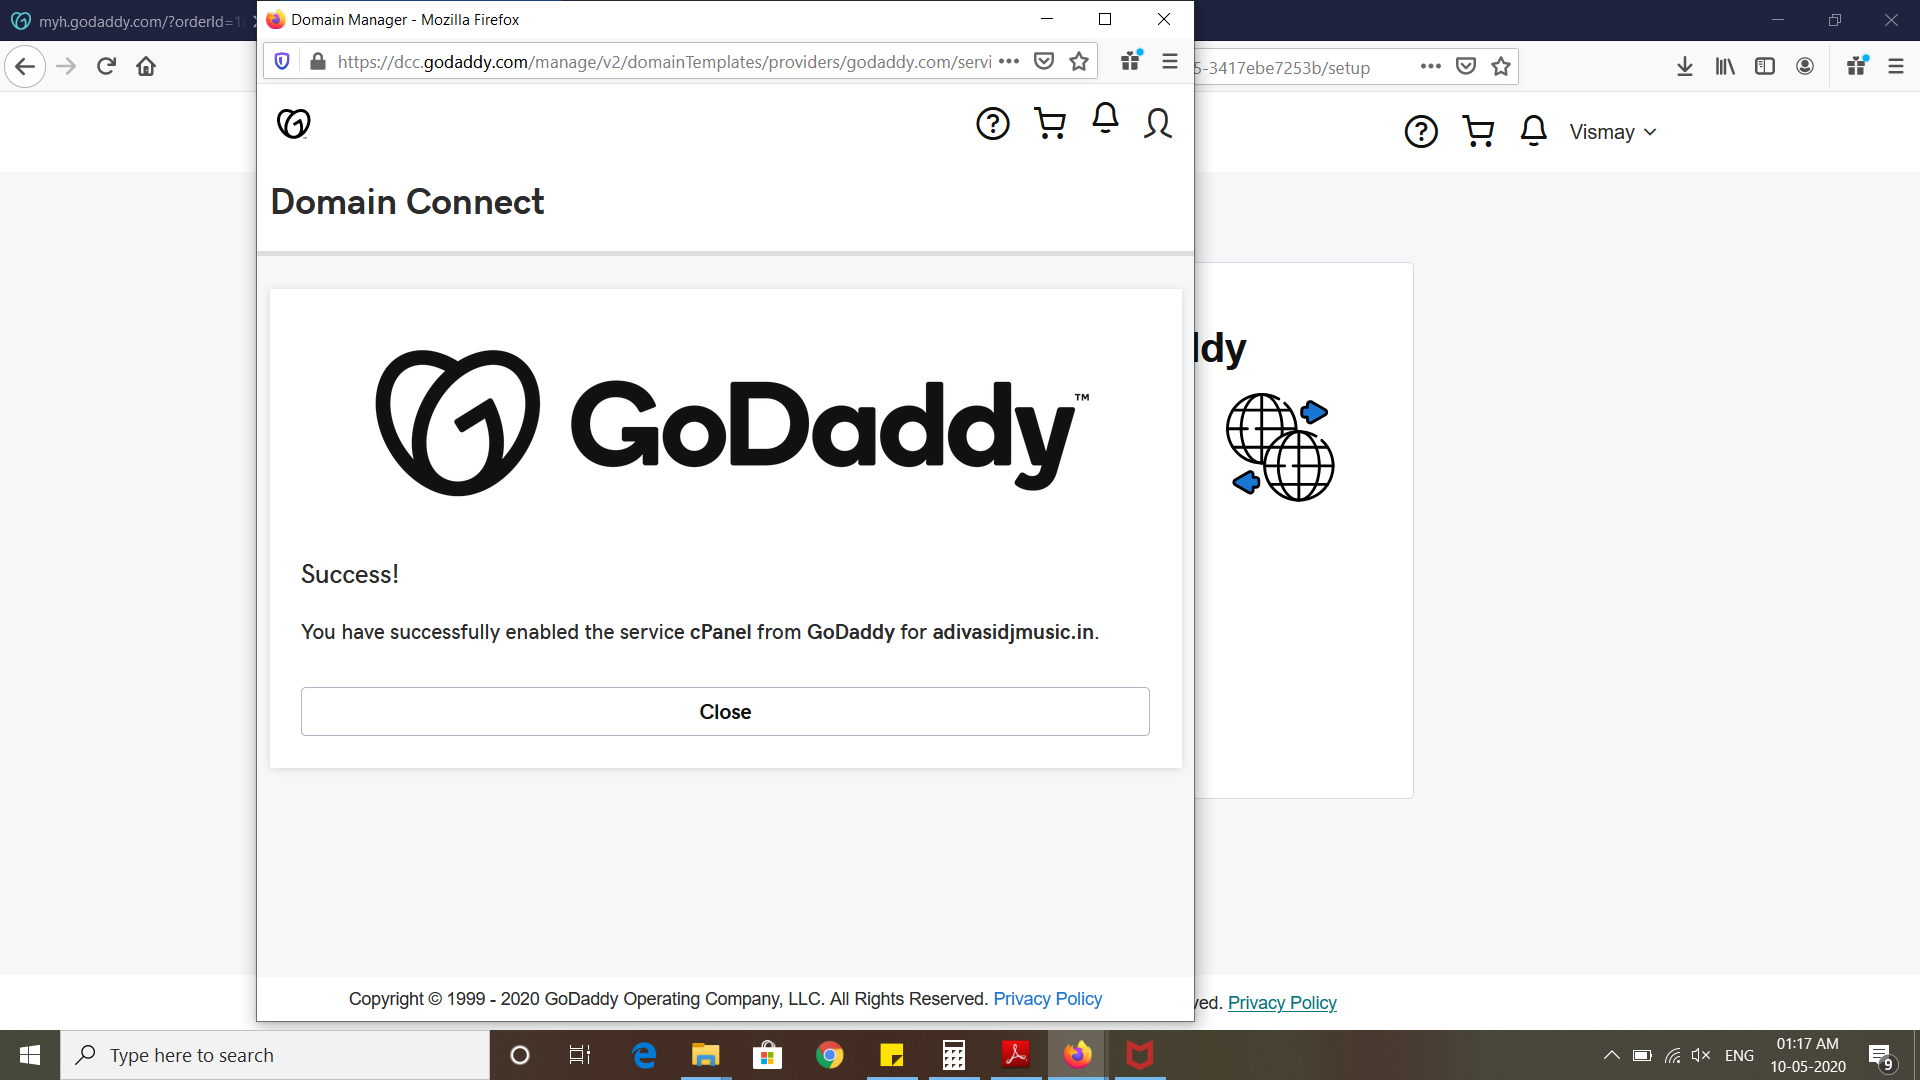 myh.godaddy.com/?orderId=1
Domain Manager - Mozilla Firefox
https://dcc.godaddy.com/manage/v2/domainTemplates/providers/godaddy.com/servi
5-3417ebe7253b/setup
Vismay
Domain Connect
GoDaddy™
ddy
Success!
You have successfully enabled the service cPanel from GoDaddy for adivasidjmusic.in.
Close
Copyright © 1999 - 2020 GoDaddy Operating Company, LLC. All Rights Reserved. Privacy Policy
ved. Privacy Policy
Type here to search
ENG
01:17 AM
10-05-2020
9